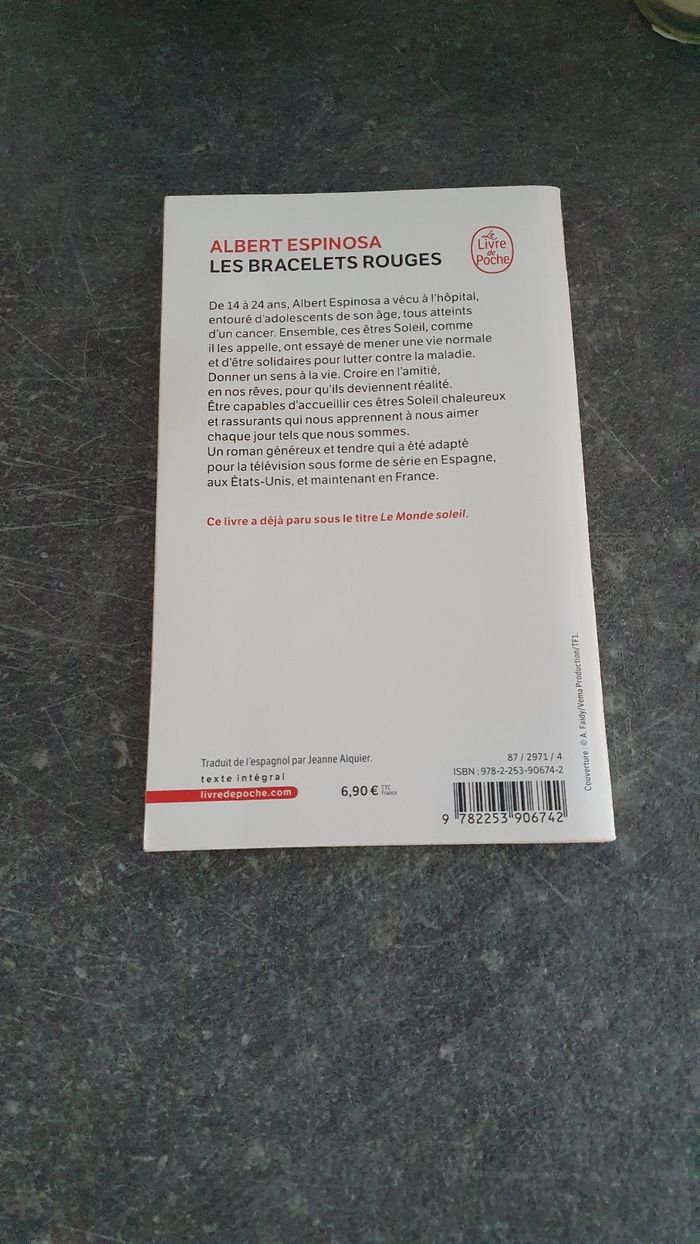 ALBERT ESPINOSA
LES BRACELETS ROUGES
Le
Livre
de
Poche
De 14 à 24 ans, Albert Espinosa a vécu à l'hôpital,
entouré d'adolescents de son âge, tous atteints
d'un cancer. Ensemble, ces êtres Soleil, comme
il les appelle, ont essayé de mener une vie normale
et d'être solidaires pour lutter contre la maladie.
Donner un sens à la vie. Croire en l'amitié,
en nos rêves, pour qu'ils deviennent réalité.
Être capables d'accueillir ces êtres Soleil chaleureux
et rassurants qui nous apprennent à nous aimer
chaque jour tels que nous sommes.
Un roman généreux et tendre qui a été adapté
pour la télévision sous forme de série en Espagne,
aux États-Unis, et maintenant en France.
Ce livre a déjà paru sous le titre Le Monde soleil.
Traduit de l'espagnol par Jeanne Alquier.
texte intégral
livredepoche.com
6,90 € TTC
France
87 / 2971 / 4
ISBN : 978-2-253-90674-2
9 782253 906742
Couverture : © A. Faidy/Vema Production/TF1.